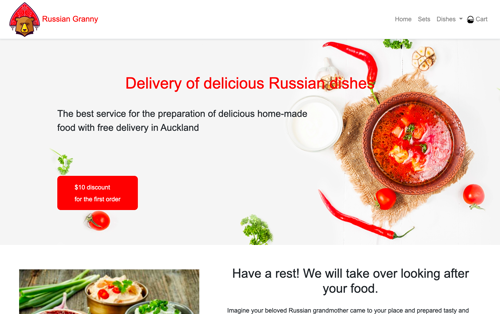 Russian Granny
Home Sets Dishes Cart
Delivery of delicious Russian dishes
The best service for the preparation of delicious home-made
food with free delivery in Auckland
$10 discount
for the first order
Have a rest! We will take over looking after
your food.
Imagine your beloved Russian grandmother came to your place and prepared tasty and